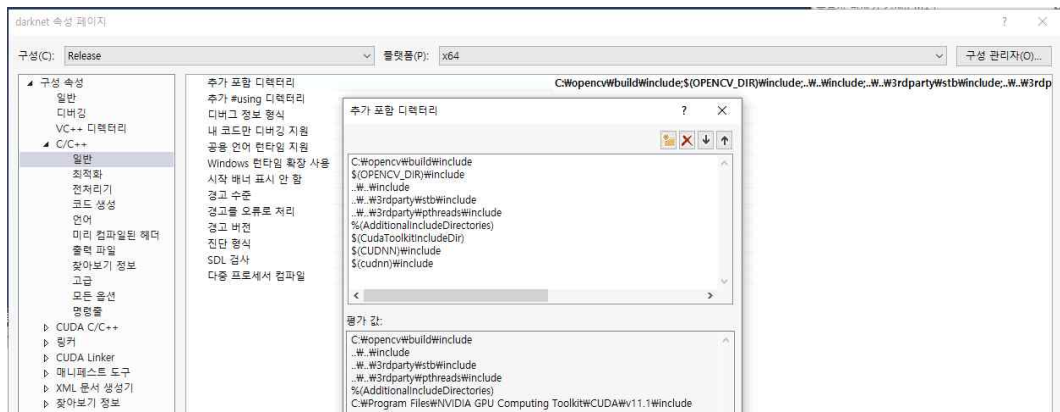 darknet 속성 페이지
? ×
구성(C): Release 플랫폼(P): x64 구성 관리자(O)...
구성 속성
일반
디버깅
VC++ 디렉터리
C/C++
일반
최적화
전처리기
코드 생성
언어
미리 컴파일된 헤더
출력 파일
찾아보기 정보
고급
모든 옵션
명령줄
CUDA C/C++
링커
CUDA Linker
매니페스트 도구
XML 문서 생성기
찾아보기 정보
추가 포함 디렉터리 C:₩opencv₩build₩include;$(OPENCV_DIR)₩include;..₩..₩include;..₩..₩3rdparty₩stb₩include;..₩..₩3rdp
추가 #using 디렉터리
디버그 정보 형식
내 코드만 디버깅 지원
공용 언어 런타임 지원
Windows 런타임 확장 사용
시작 배너 표시 안 함
경고 수준
경고를 오류로 처리
경고 버전
진단 형식
SDL 검사
다중 프로세서 컴파일
추가 포함 디렉터리 ? ×
C:₩opencv₩build₩include
$(OPENCV_DIR)₩include
..₩..₩include
..₩..₩3rdparty₩stb₩include
..₩..₩3rdparty₩pthreads₩include
%(AdditionalIncludeDirectories)
$(CudaToolkitIncludeDir)
$(CUDNN)₩include
$(cudnn)₩include
평가 값:
C:₩opencv₩build₩include
..₩..₩include
..₩..₩3rdparty₩stb₩include
..₩..₩3rdparty₩pthreads₩include
%(AdditionalIncludeDirectories)
C:₩Program Files₩NVIDIA GPU Computing Toolkit₩CUDA₩v11.1₩include